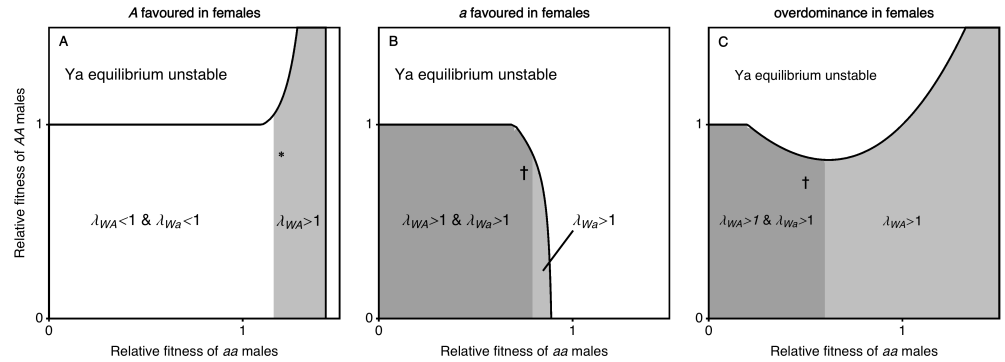 A favoured in females
a favoured in females
overdominance in females
A
B
C
Ya equilibrium unstable
Ya equilibrium unstable
Ya equilibrium unstable
Relative fitness of AA males
1
1
1
*
†
†
λWA<1 & λWa<1
λWA>1
λWA>1 & λWa>1
λWa>1
λWA>1 & λWa>1
λWA>1
0
0
0
0
1
0
1
0
1
Relative fitness of aa males
Relative fitness of aa males
Relative fitness of aa males